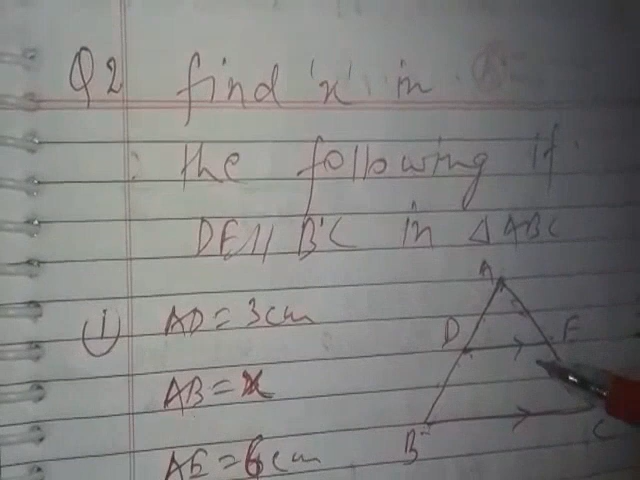 Q2 find 'x' in
the following if
DE || BC in △ABC
(i) AD = 3cm
AB = x
AE = 6cm
A
D E
B C